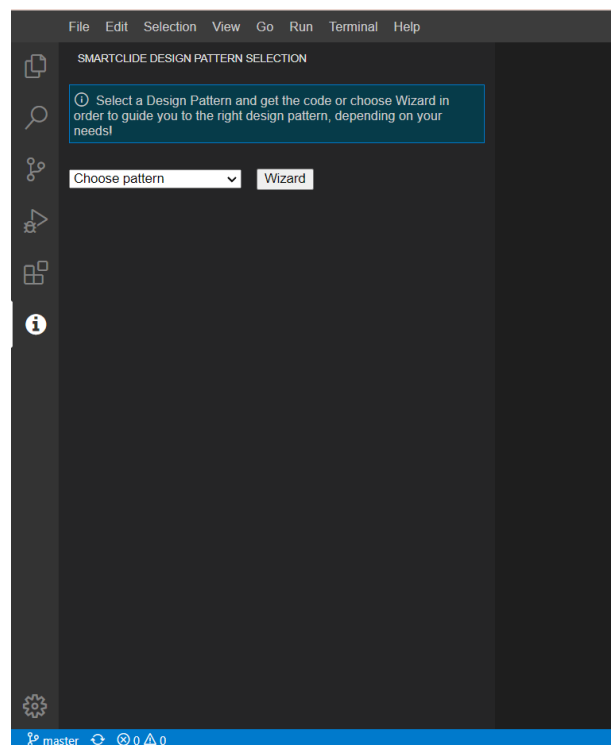 File Edit Selection View Go Run Terminal Help
SMARTCLIDE DESIGN PATTERN SELECTION
Select a Design Pattern and get the code or choose Wizard in
order to guide you to the right design pattern, depending on your
needs!
Choose pattern Wizard
master 0 0